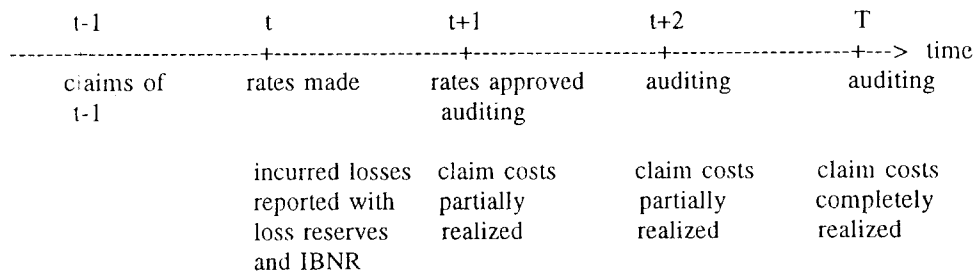 t-1 t t+1 t+2 T
-----------+----------------------+-----------------------+-----------------------+----------------------+---> time
claims of rates made rates approved auditing auditing
t-1 auditing
incurred losses claim costs claim costs claim costs
reported with partially partially completely
loss reserves realized realized realized
and IBNR